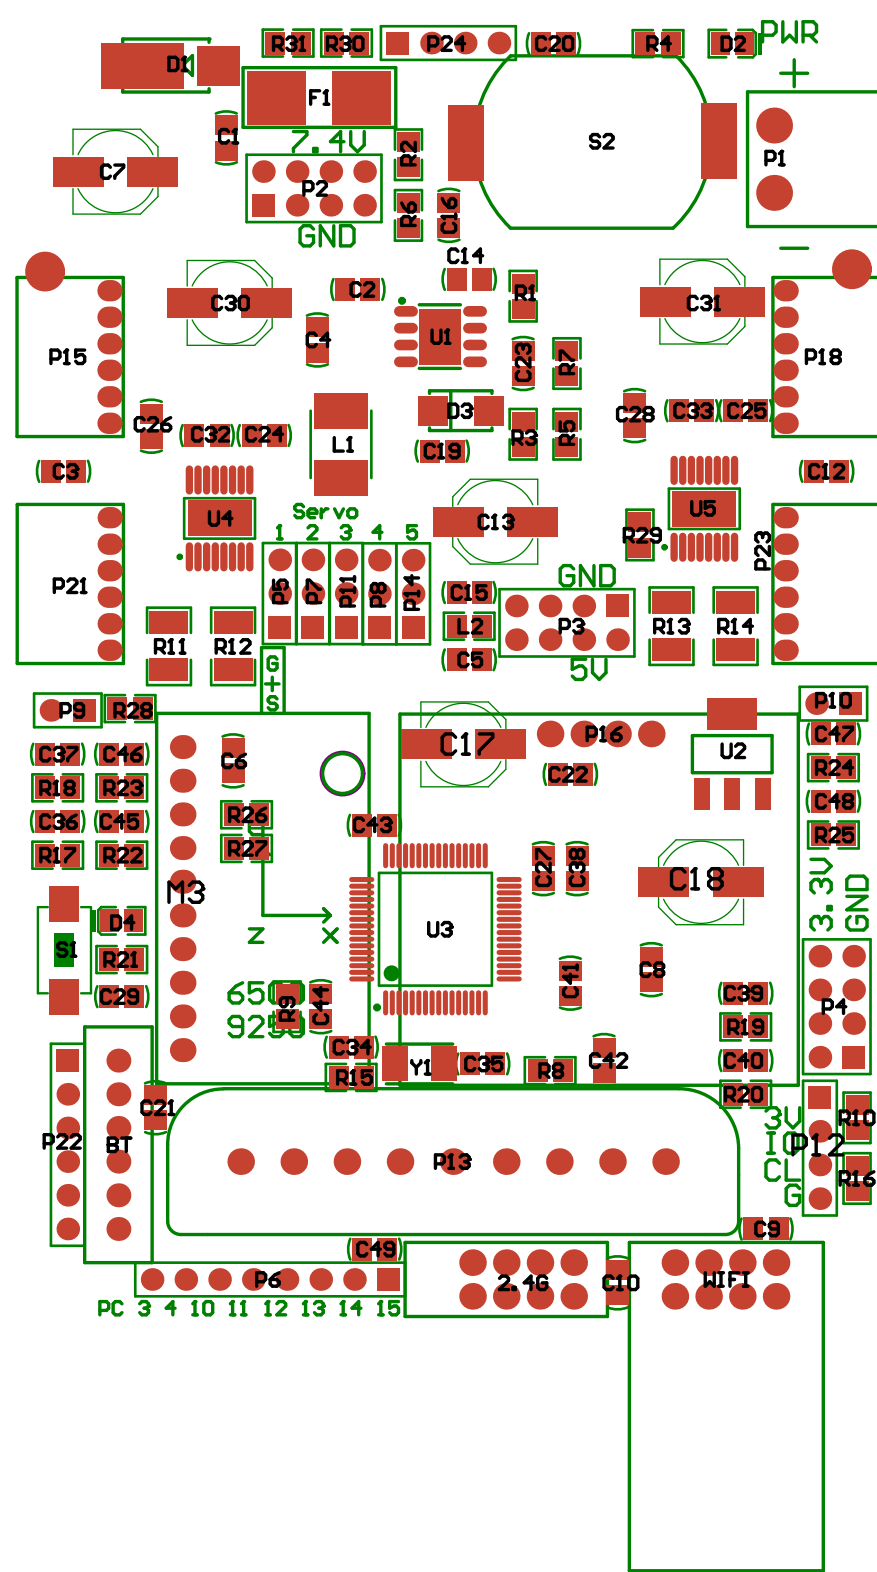 PWR
R31 R30 P24 C20 R4 D2
D1
+
F1
C1 7.4V R2 S2 P1
C7
P2 R6 C16
GND
−
C14
C30 C2 R1 C31
C4 U1
P15 C23 R7 P18
D3 C28 C33 C25
C26 C32 C24 L1 R3 R5
C19
C3 C12
U4 Servo C13 U5
1 2 3 4 5 R29
P23
GND
P21 P5 P7 P11 P8 P14 C15
L2 P3 R13 R14
R11 R12
C5 5V
G
+
S
P9 R28 P10
C37 C46 C6 C17 P16 U2 C47
R18 R23 C22 R24
C36 C45 R26 C43 C48
R17 R22 R27 R25
C27 C38 C18 3.3V GND
M3
D4 U3
S1 Z X
R21
C29 6500 R9 C44 C41 C8 C39
9250 P4
R19
C34 Y1 C35 C42 C40
R15 R8 R20
C21 3V R10
P22 BT IO P12
P13 CL R16
G
C49 C9
P6 2.4G C10 WIFI
PC 3 4 10 11 12 13 14 15